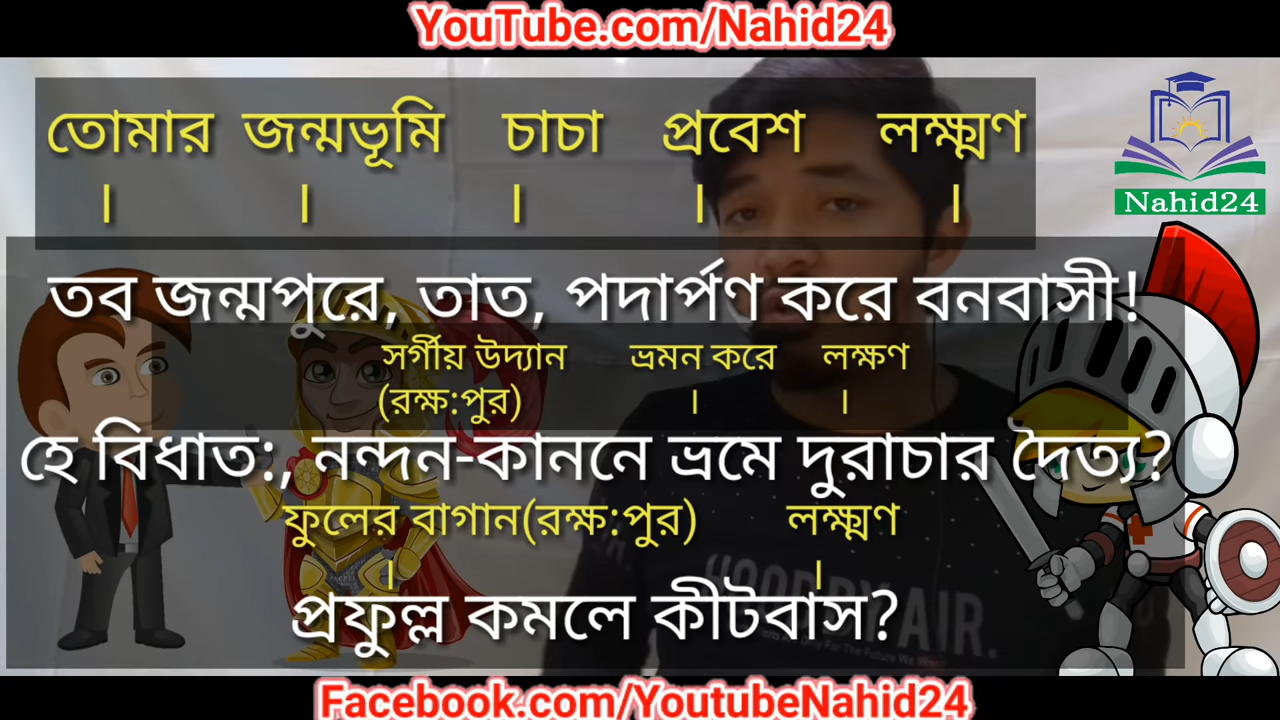 YouTube.com/Nahid24
তোমার জন্মভূমি চাচা প্রবেশ লক্ষ্মণ
। । । । ।
Nahid24
তব জন্মপুরে, তাত, পদার্পণ করে বনবাসী!
সর্গীয় উদ্যান ভ্রমন করে লক্ষণ
(রক্ষ:পুর) । ।
হে বিধাত:, নন্দন-কাননে ভ্রমে দুরাচার দৈত্য?
ফুলের বাগান(রক্ষ:পুর) লক্ষ্মণ
। ।
প্রফুল্ল কমলে কীটবাস?
Facebook.com/YoutubeNahid24